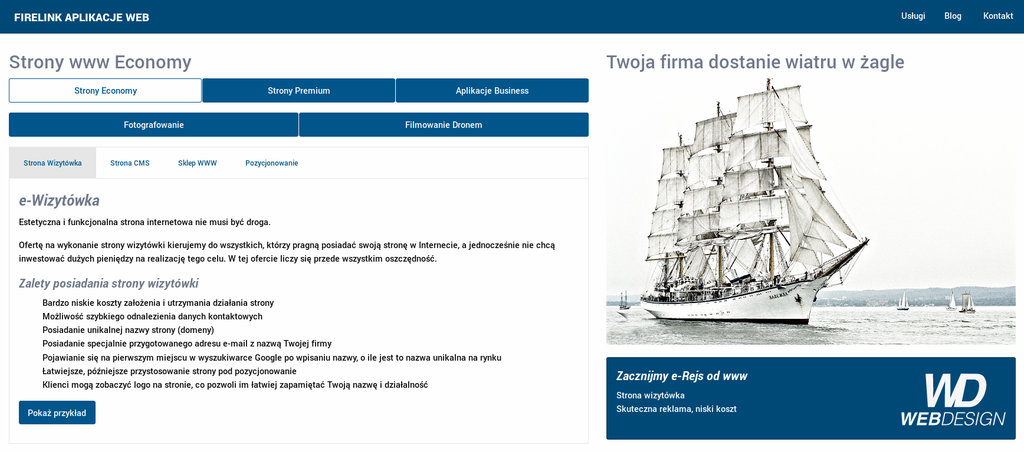 FIRELINK APLIKACJE WEB
Usługi Blog Kontakt
Strony www Economy
Strony Economy Strony Premium Aplikacje Business
Fotografowanie Filmowanie Dronem
Strona Wizytówka Strona CMS Sklep WWW Pozycjonowanie
e-Wizytówka
Estetyczna i funkcjonalna strona internetowa nie musi być droga.
Ofertę na wykonanie strony wizytówki kierujemy do wszystkich, którzy pragną posiadać swoją stronę w Internecie, a jednocześnie nie chcą
inwestować dużych pieniędzy na realizację tego celu. W tej ofercie liczy się przede wszystkim oszczędność.
Zalety posiadania strony wizytówki
Bardzo niskie koszty założenia i utrzymania działania strony
Możliwość szybkiego odnalezienia danych kontaktowych
Posiadanie unikalnej nazwy strony (domeny)
Posiadanie specjalnie przygotowanego adresu e-mail z nazwą Twojej firmy
Pojawianie się na pierwszym miejscu w wyszukiwarce Google po wpisaniu nazwy, o ile jest to nazwa unikalna na rynku
Łatwiejsze, późniejsze przystosowanie strony pod pozycjonowanie
Klienci mogą zobaczyć logo na stronie, co pozwoli im łatwiej zapamiętać Twoją nazwę i działalność
Pokaż przykład
Twoja firma dostanie wiatru w żagle
Zacznijmy e-Rejs od www
Strona wizytówka
Skuteczna reklama, niski koszt
WD
WEBDESIGN